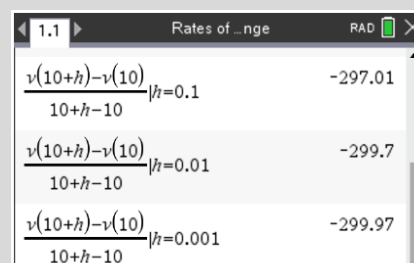 1.1 Rates of …nge RAD
v(10+h)−v(10)
10+h−10
|h=0.1 -297.01
v(10+h)−v(10)
10+h−10
|h=0.01 -299.7
v(10+h)−v(10)
10+h−10
|h=0.001 -299.97